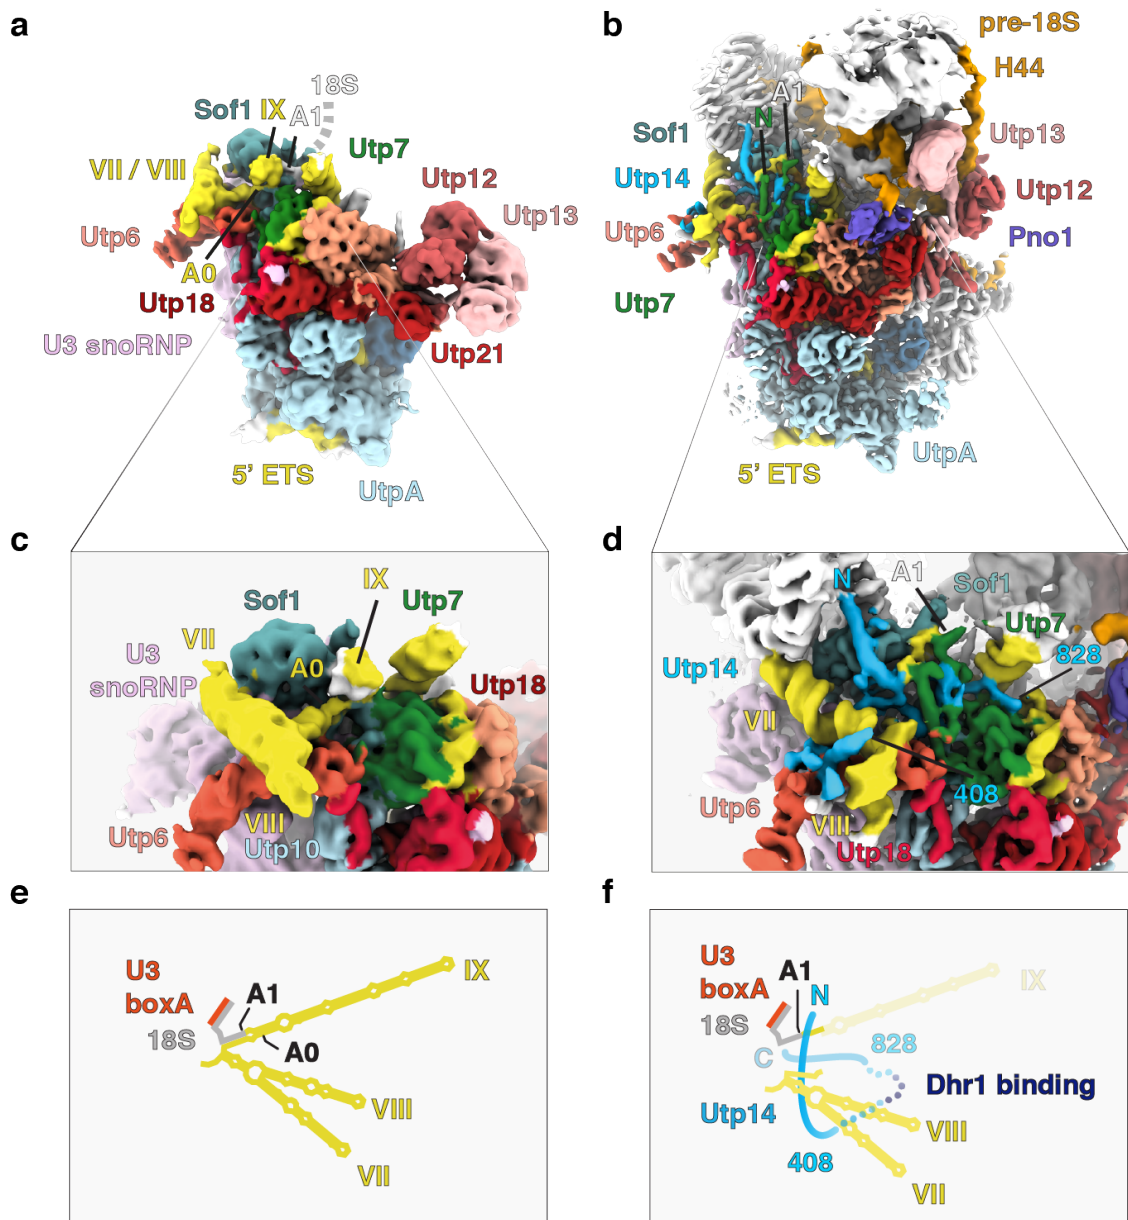 a
18S
Sof1 IX A1
Utp7
VII / VIII
Utp12
Utp13
Utp6
A0
Utp18
U3 snoRNP
Utp21
5’ ETS
UtpA
b
pre-18S
H44
A1
N
Sof1
Utp13
Utp14
Utp12
Utp6
Pno1
Utp7
UtpA
5’ ETS
c
IX
Sof1
Utp7
VII
U3
snoRNP
A0
Utp18
VIII
Utp6
Utp10
d
N
A1
Sof1
Utp7
Utp14
828
VII
408
Utp6
VIII
Utp18
e
U3
boxA
IX
A1
18S
A0
VIII
VII
f
U3
boxA
A1
N
IX
18S
C
828
Dhr1 binding
Utp14
VIII
408
VII